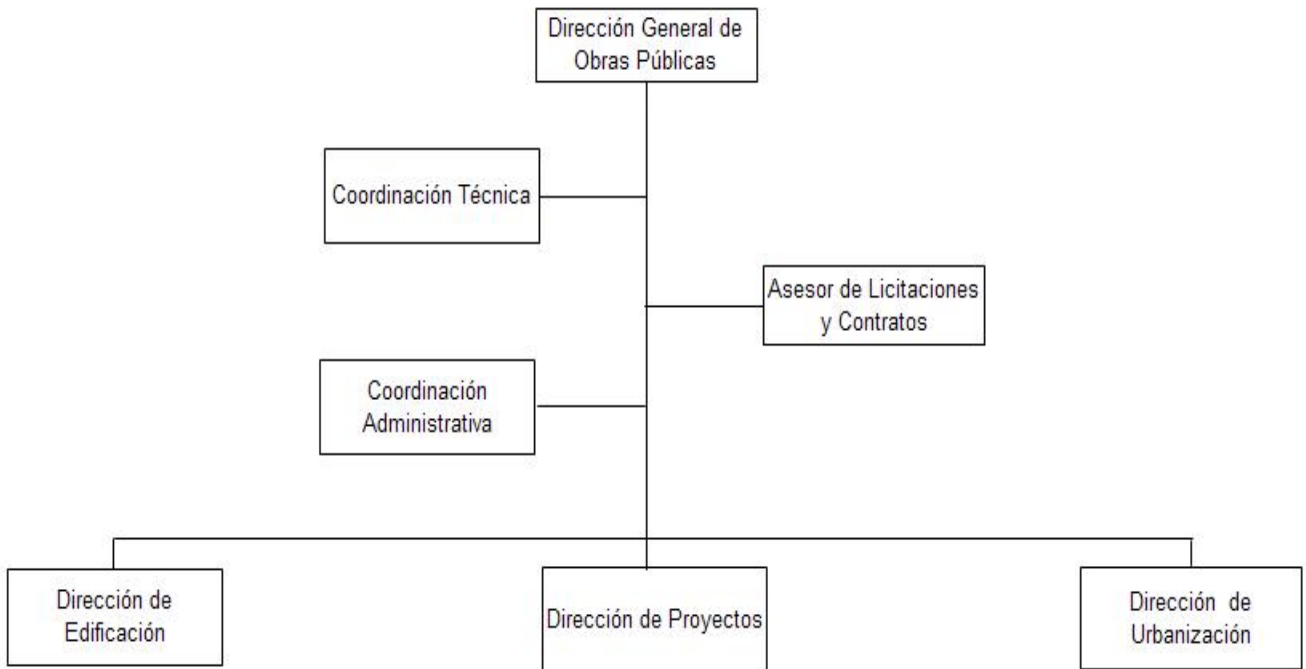 Dirección General de
Obras Públicas
Coordinación Técnica
Asesor de Licitaciones
y Contratos
Coordinación
Administrativa
Dirección de
Edificación
Dirección de Proyectos
Dirección de
Urbanización